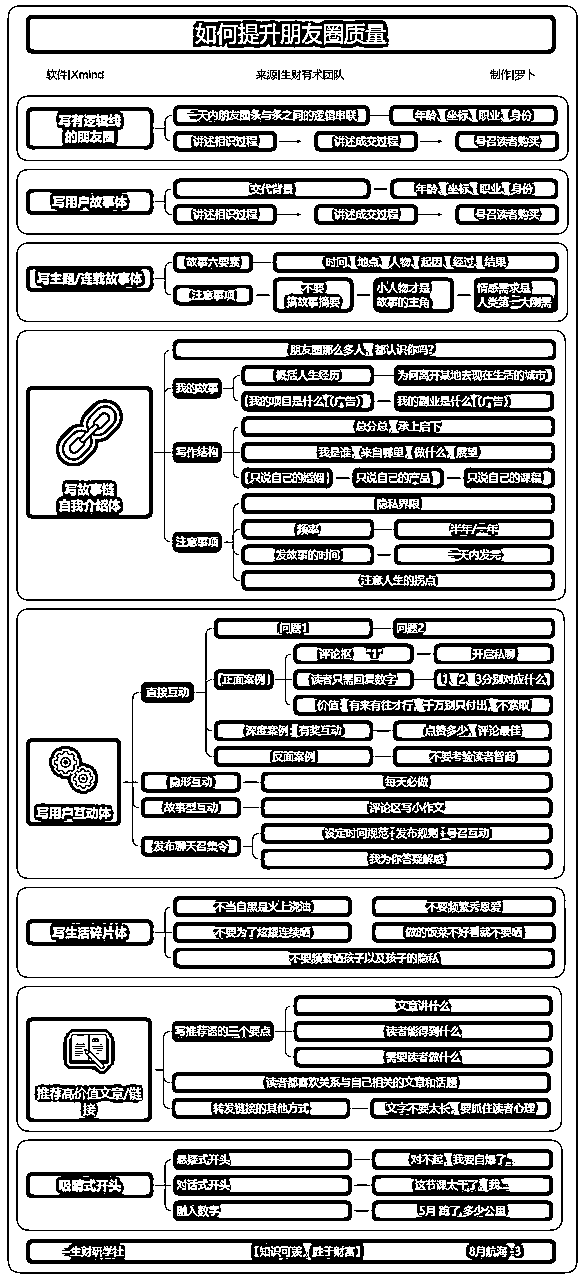 如何提升朋友圈质量
软件|Xmind
来源|生财有术团队
制作|萝卜
写有逻辑线
的朋友圈
三天内朋友圈条与条之间的逻辑串联
年龄、坐标、职业、身份
讲述相识过程
讲述成交过程
号召读者购买
写用户故事体
交代背景
年龄、坐标、职业、身份
讲述相识过程
讲述成交过程
号召读者购买
写主题/连载故事体
故事六要素
时间、地点、人物、起因、经过、结果
注意事项
不要
搞故事摘要
小人物才是
故事的主角
情感需求是
人类第一大刚需
写故事链
自我介绍体
朋友圈那么多人,都认识你吗?
我的故事
概括人生经历
为何离开某地去现在生活的城市
我的项目是什么(广告)
我的副业是什么(广告)
写作结构
总分总、承上启下
我是谁、来自哪里、做什么、展望
只说自己的婚姻
只说自己的产品
只说自己的课程
注意事项
隐私界限
频率
半年/一年
发故事的时间
三天内发完
注意人生的拐点
写用户互动体
直接互动
问题1
问题2
正面案例
评论抠“1”
开启私聊
读者只需回复数字
1、2、3分别对应什么
价值:有来有往才行,千万别只付出,不索取
深度案例:有奖互动
点赞多少、评论最佳
反面案例
不要考验读者智商
隐形互动
每天必做
故事型互动
评论区写小作文
发布聊天召集令
设定时间规范+发布规则+号召互动
我为你答疑解惑
写生活碎片体
不当自黑是火上浇油
不要频繁秀恩爱
不要为了炫耀连续晒
做的饭菜不好看就不要晒
不要频繁晒孩子以及孩子的隐私
推荐高价值文章/链
接
写推荐语的三个要点
文章讲什么
读者能得到什么
需要读者做什么
读者都喜欢关系与自己相关的文章和话题
转发链接的其他方式
文字不要太长,要抓住读者心理
吸睛式开头
悬疑式开头
对不起,我要自爆了...
对话式开头
这节课太干了,我...
融入数字
5月,跑了多少公里
生财研学社
【知识可渎,胜于财富】
8月航海-3